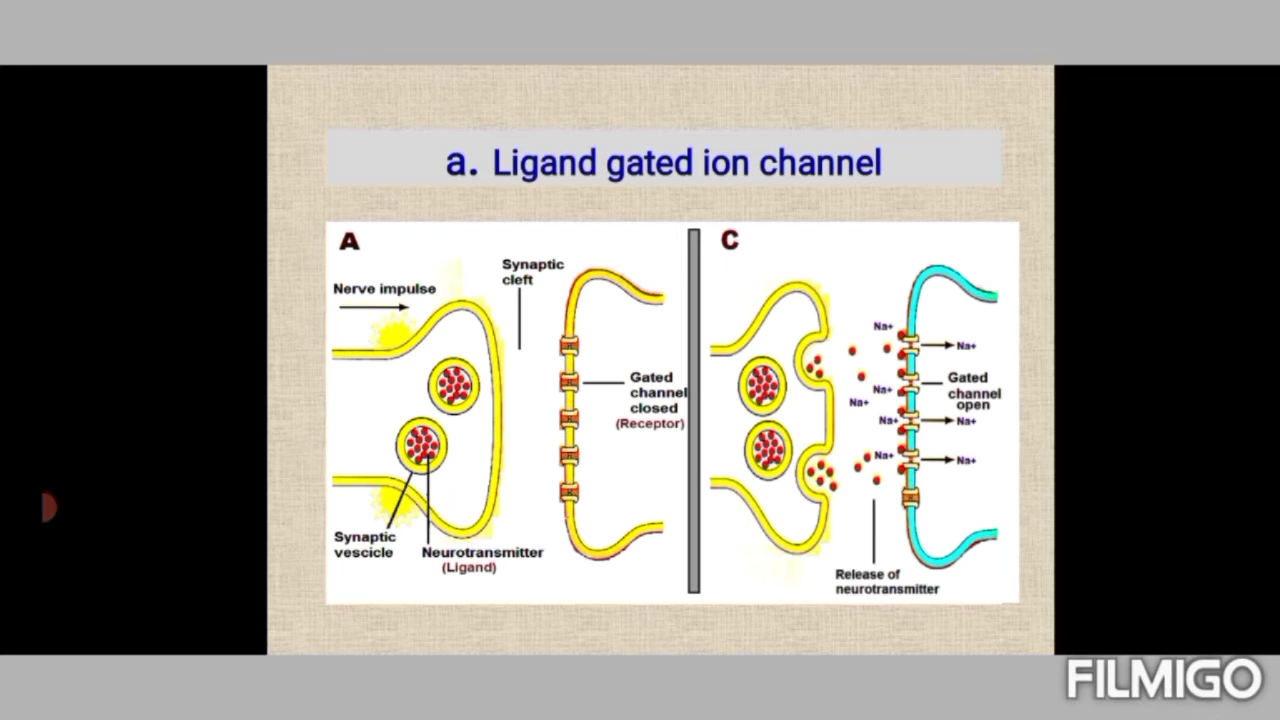 a. Ligand gated ion channel
A
Nerve impulse
Synaptic
cleft
Gated
channel
closed
(Receptor)
Synaptic
vescicle
Neurotransmitter
(Ligand)
C
Na+
Na+
Na+
Na+
Na+
Na+
Na+
Na+
Gated
channel
open
Release of
neurotransmitter
FILMIGO